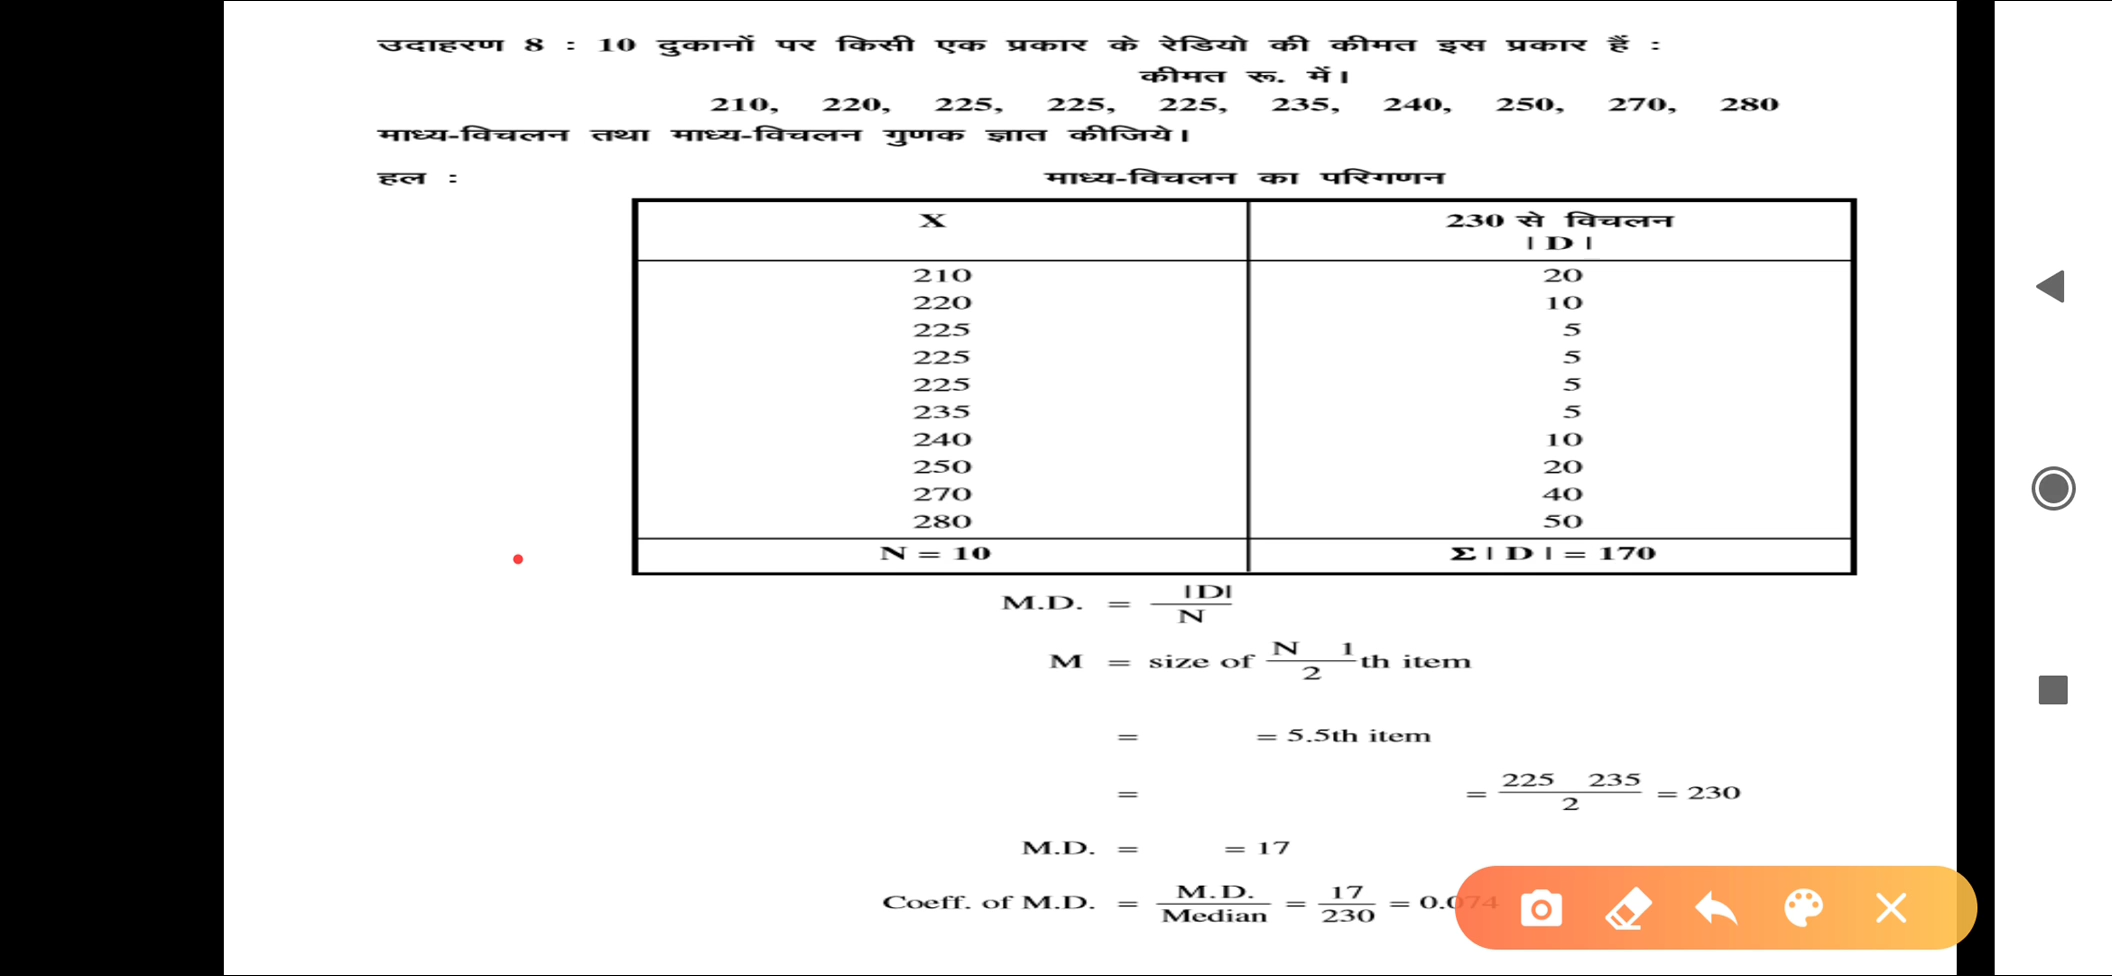 उदाहरण 8 : 10 दुकानों पर किसी एक प्रकार के रेडियो की कीमत इस प्रकार हैं :
कीमत रू. में।
210, 220, 225, 225, 225, 235, 240, 250, 270, 280
माध्य-विचलन तथा माध्य-विचलन गुणक ज्ञात कीजिये।
हल : माध्य-विचलन का परिगणन
X 230 से विचलन
| D |
210 20
220 10
225 5
225 5
225 5
235 5
240 10
250 20
270 40
280 50
N = 10 Σ | D | = 170
M.D. = |D| / N
M = size of N 1 / 2 th item
= = 5.5th item
= = 225 235 / 2 = 230
M.D. = = 17
Coeff. of M.D. = M.D. / Median = 17 / 230 = 0.074